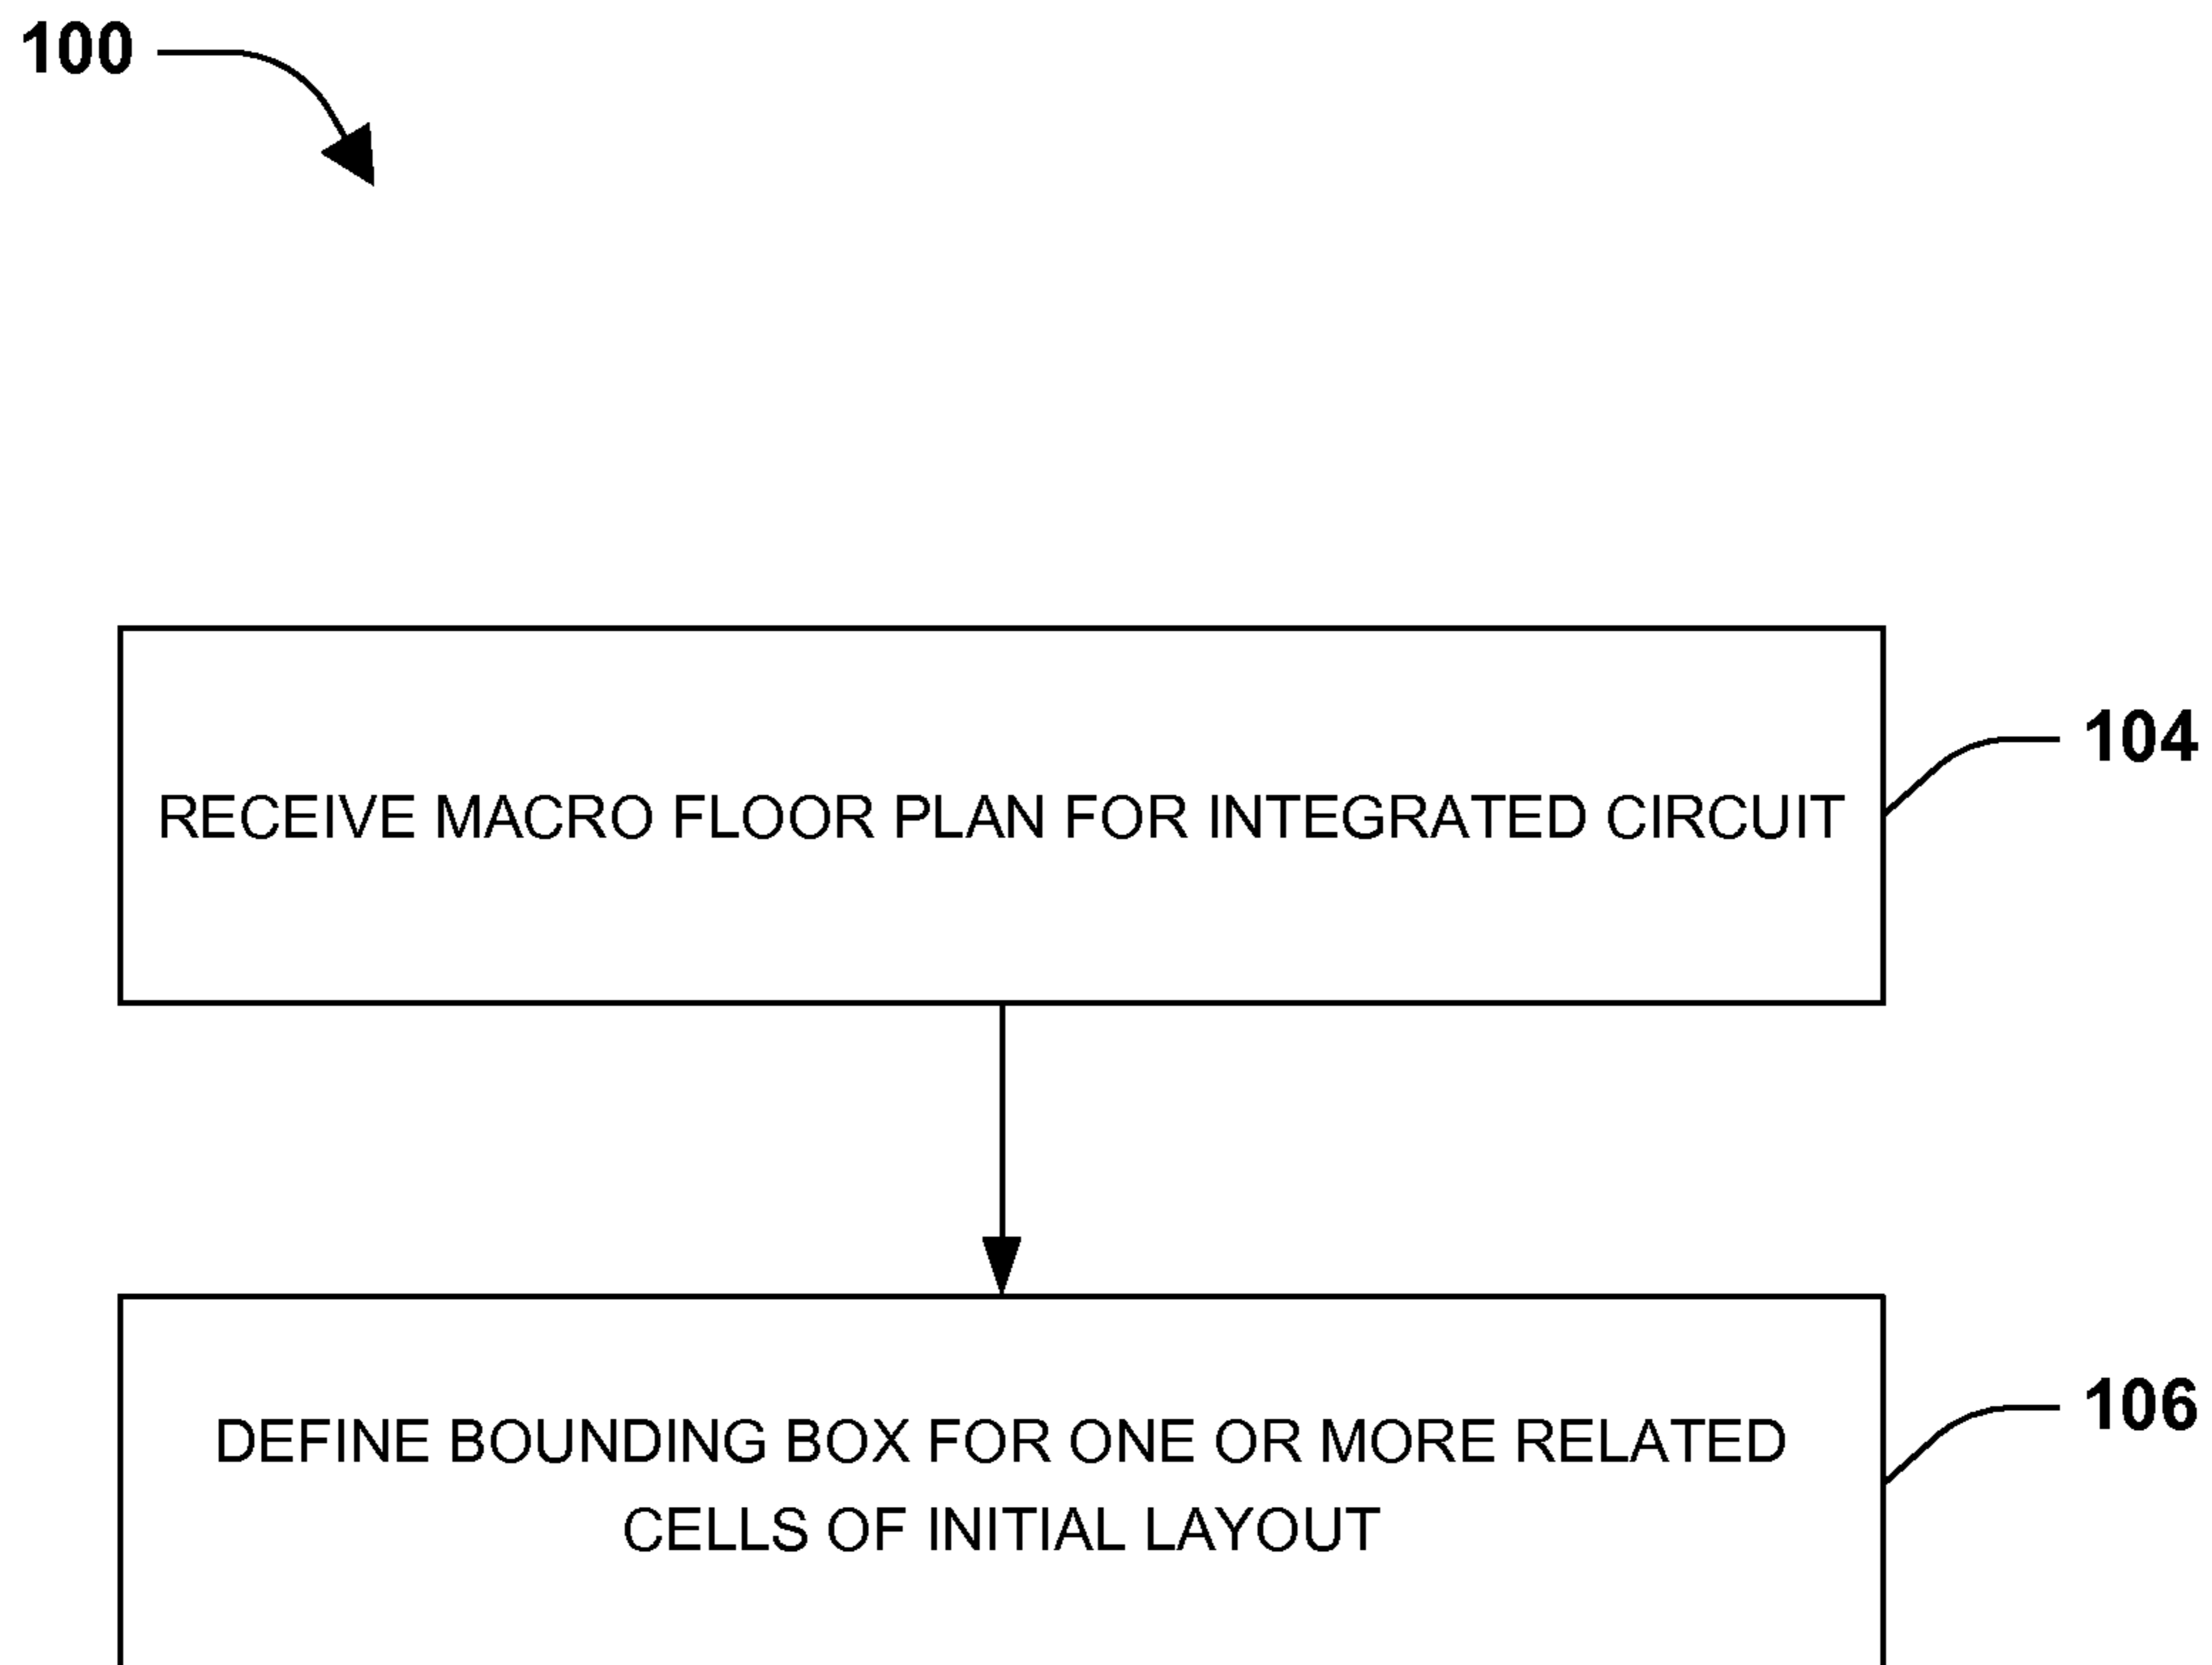 100
RECEIVE MACRO FLOOR PLAN FOR INTEGRATED CIRCUIT
104
DEFINE BOUNDING BOX FOR ONE OR MORE RELATED
CELLS OF INITIAL LAYOUT
106